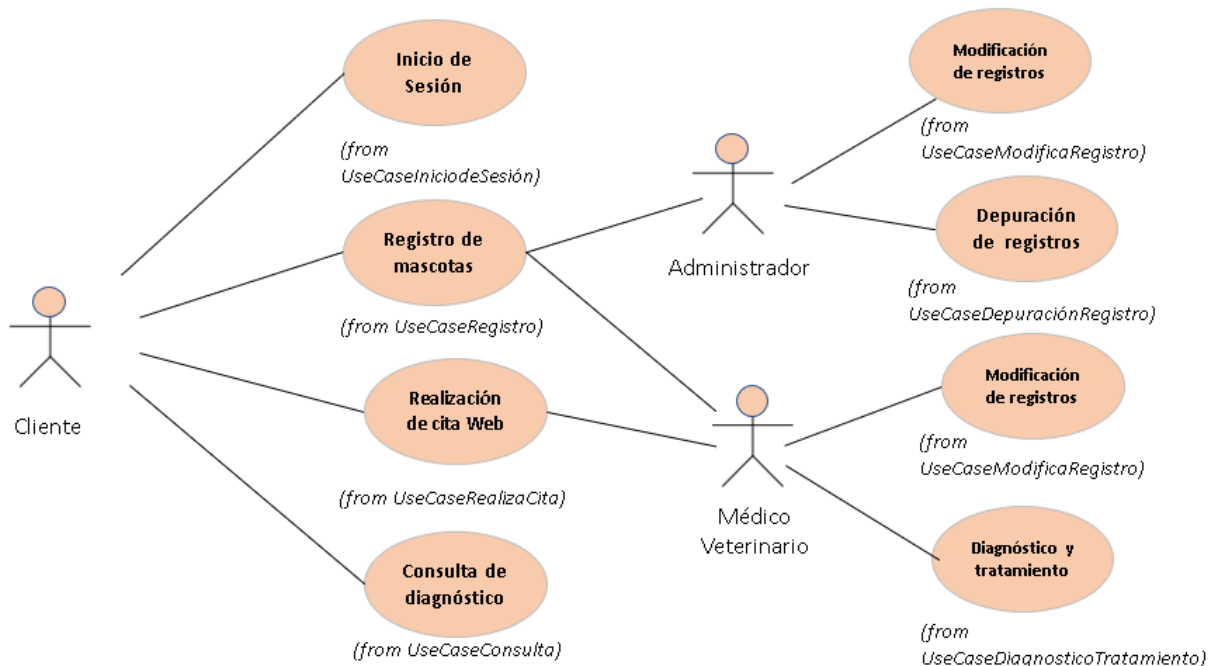 Inicio de
Sesión
(from
UseCaseIniciodeSesión)
Registro de
mascotas
(from UseCaseRegistro)
Cliente
Realización
de cita Web
(from UseCaseRealizaCita)
Consulta de
diagnóstico
(from UseCaseConsulta)
Administrador
Médico
Veterinario
Modificación
de registros
(from
UseCaseModificaRegistro)
Depuración
de registros
(from
UseCaseDepuraciónRegistro)
Modificación
de registros
(from
UseCaseModificaRegistro)
Diagnóstico y
tratamiento
(from
UseCaseDiagnosticoTratamiento)